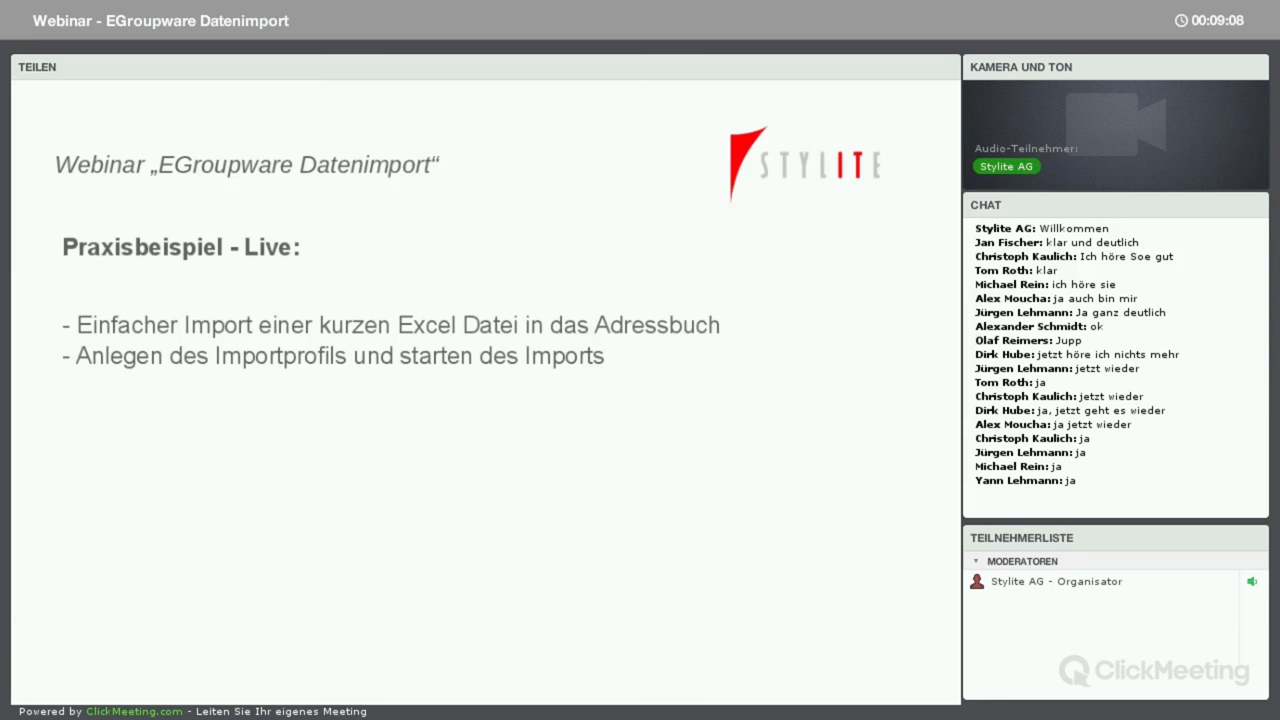 Webinar - EGroupware Datenimport
00:09:08
TEILEN
Webinar „EGroupware Datenimport“
STYLITE
Praxisbeispiel - Live:
- Einfacher Import einer kurzen Excel Datei in das Adressbuch
- Anlegen des Importprofils und starten des Imports
KAMERA UND TON
Audio-Teilnehmer:
Stylite AG
CHAT
Stylite AG: Willkommen
Jan Fischer: klar und deutlich
Christoph Kaulich: Ich höre Soe gut
Tom Roth: klar
Michael Rein: ich höre sie
Alex Moucha: ja auch bin mir
Jürgen Lehmann: Ja ganz deutlich
Alexander Schmidt: ok
Olaf Reimers: Jupp
Dirk Hube: jetzt höre ich nichts mehr
Jürgen Lehmann: jetzt wieder
Tom Roth: ja
Christoph Kaulich: jetzt wieder
Dirk Hube: ja, jetzt geht es wieder
Alex Moucha: ja jetzt wieder
Christoph Kaulich: ja
Jürgen Lehmann: ja
Michael Rein: ja
Yann Lehmann: ja
TEILNEHMERLISTE
MODERATOREN
Stylite AG - Organisator
ClickMeeting
Powered by ClickMeeting.com - Leiten Sie Ihr eigenes Meeting